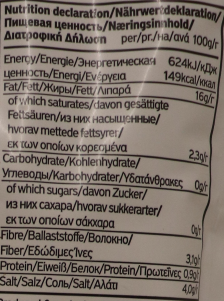 Nutrition declaration/Nährwertdeklaration/
Пищевая ценность/Næringsinnhold/
Διατροφική Δήλωση per/pr./на/ανά 100g/г
Energy/Energie/Энергетическая 624kJ/кДж
ценность/Energi/Ενέργεια 149kcal/ккал
Fat/Fett/Жиры/Fett/Λιπαρά 16g/г
of which saturates/davon gesättigte
Fettsäuren/из них насыщенные/
hvorav mettede fettsyrer/
εκ των οποίων κορεσμένα 2,3g/г
Carbohydrate/Kohlenhydrate/
Углеводы/Karbohydrater/Υδατάνθρακες 0g/г
of which sugars/davon Zucker/
из них сахара/hvorav sukkerarter/
εκ των οποίων σάκχαρα 0g/г
Fibre/Ballaststoffe/Волокно/
Fiber/Εδώδιμες Ίνες 3,1g/г
Protein/Eiweiß/Белок/Protein/Πρωτεΐνες 0,9g/г
Salt/Salz/Соль/Salt/Αλάτι 4,0g/г